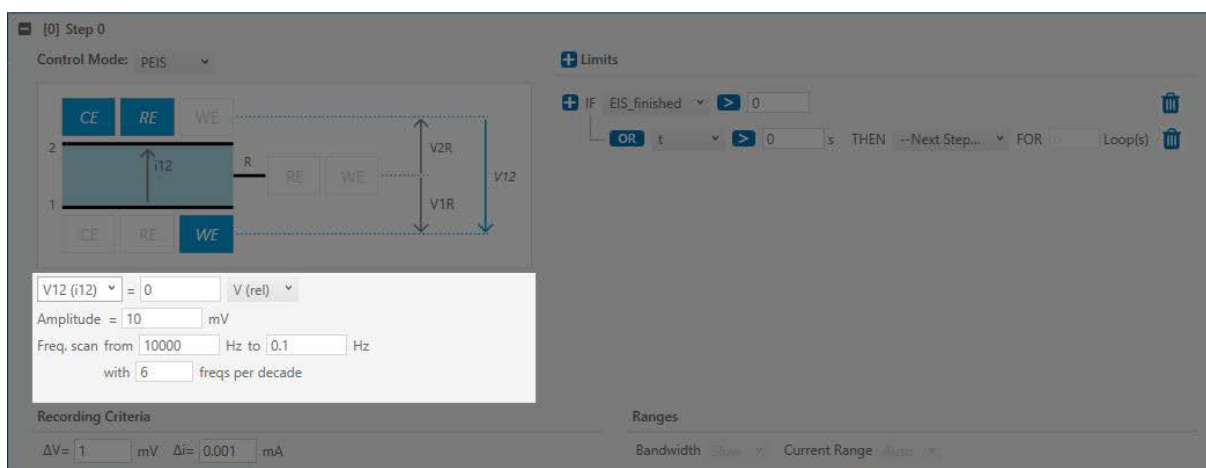 [0] Step 0
Control Mode: PEIS
CE RE WE
2
i12
R
RE WE
V2R
V12
V1R
1
CE RE WE
V12 (i12) = 0 V (rel)
Amplitude = 10 mV
Freq. scan from 10000 Hz to 0.1 Hz
with 6 freqs per decade
Recording Criteria
ΔV= 1 mV Δi= 0.001 mA
Limits
IF EIS_finished > 0
OR t > 0 s THEN --Next Step... FOR 0 Loop(s)
Ranges
Bandwidth Slow Current Range Auto